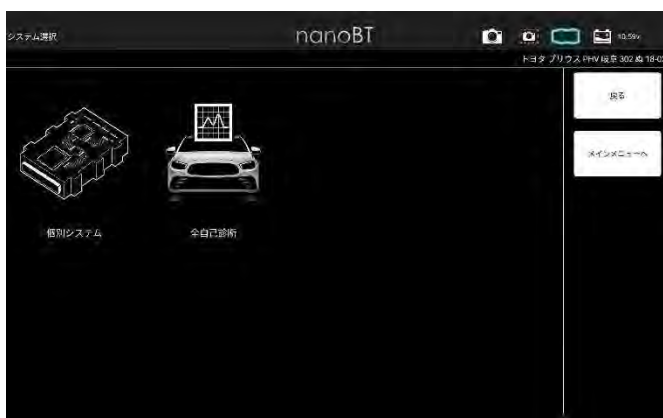 システム選択
nanoBT
10.59v
トヨタ プリウス PHV 岐阜 302 ぬ 18-0
戻る
メインメニューへ
個別システム
全自己診断